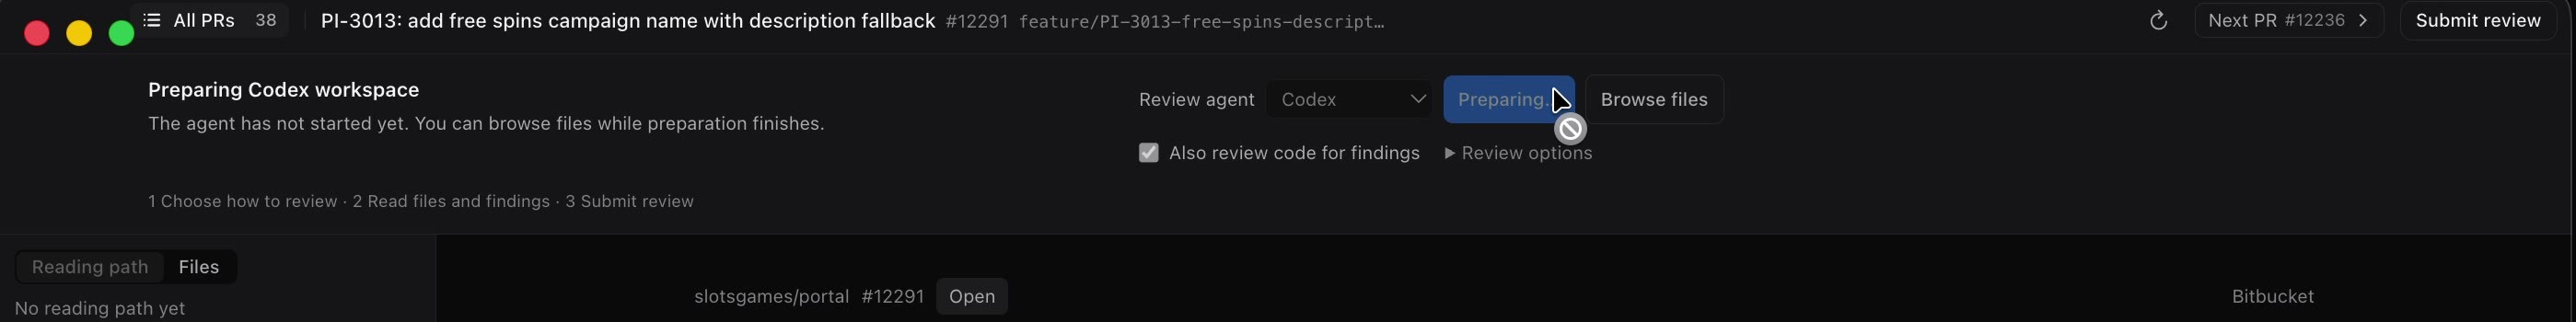 All PRs 38 PI-3013: add free spins campaign name with description fallback #12291 feature/PI-3013-free-spins-descript… Next PR #12236 Submit review
Preparing Codex workspace
The agent has not started yet. You can browse files while preparation finishes.
Review agent Codex Preparing… Browse files
Also review code for findings Review options
1 Choose how to review · 2 Read files and findings · 3 Submit review
Reading path Files
No reading path yet
slotsgames/portal #12291 Open Bitbucket